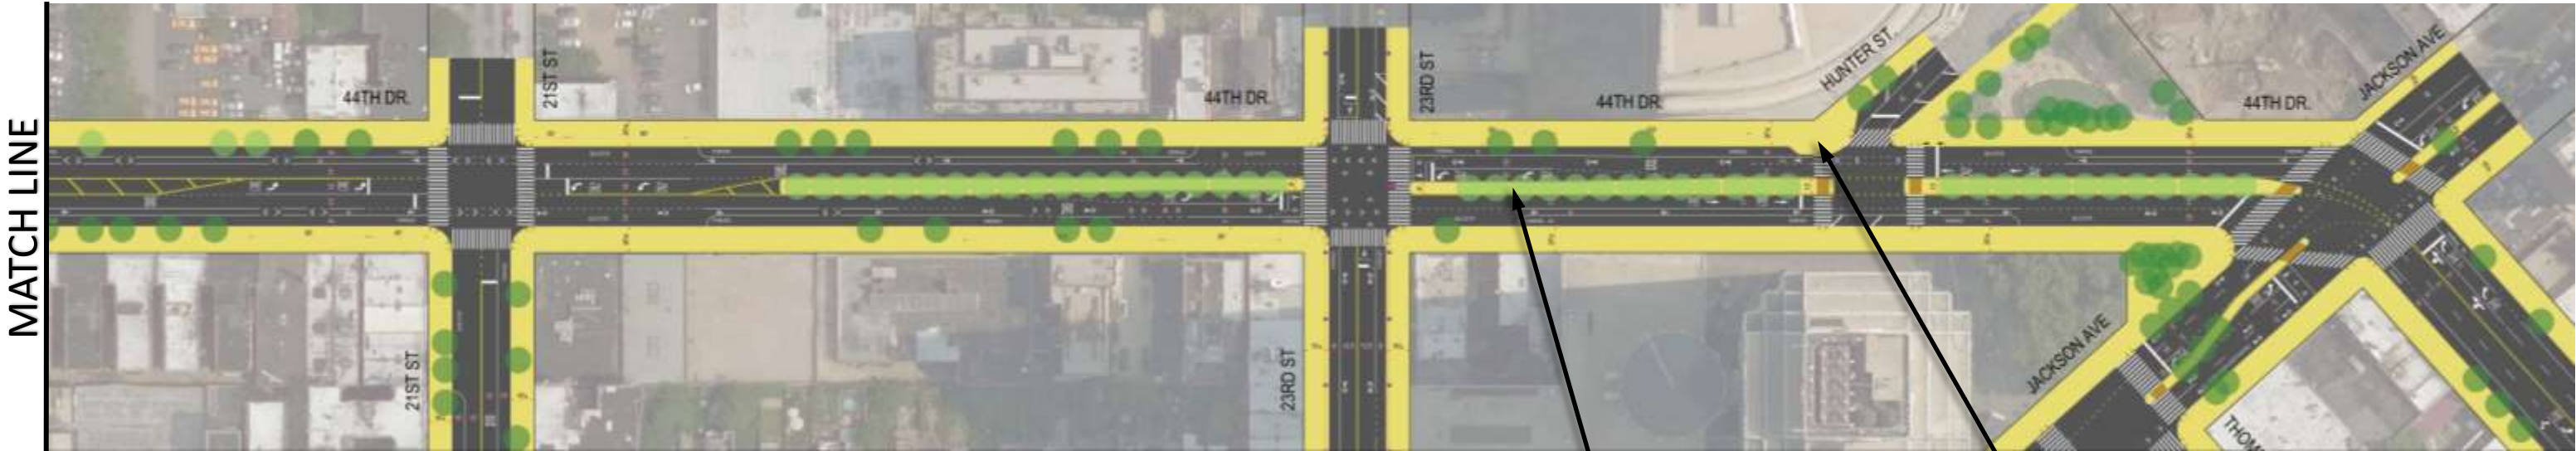 MATCH LINE
44TH DR.
21ST ST
44TH DR.
23RD ST
44TH DR.
HUNTER ST.
44TH DR.
JACKSON AVE
21ST ST
23RD ST
JACKSON AVE
THOM